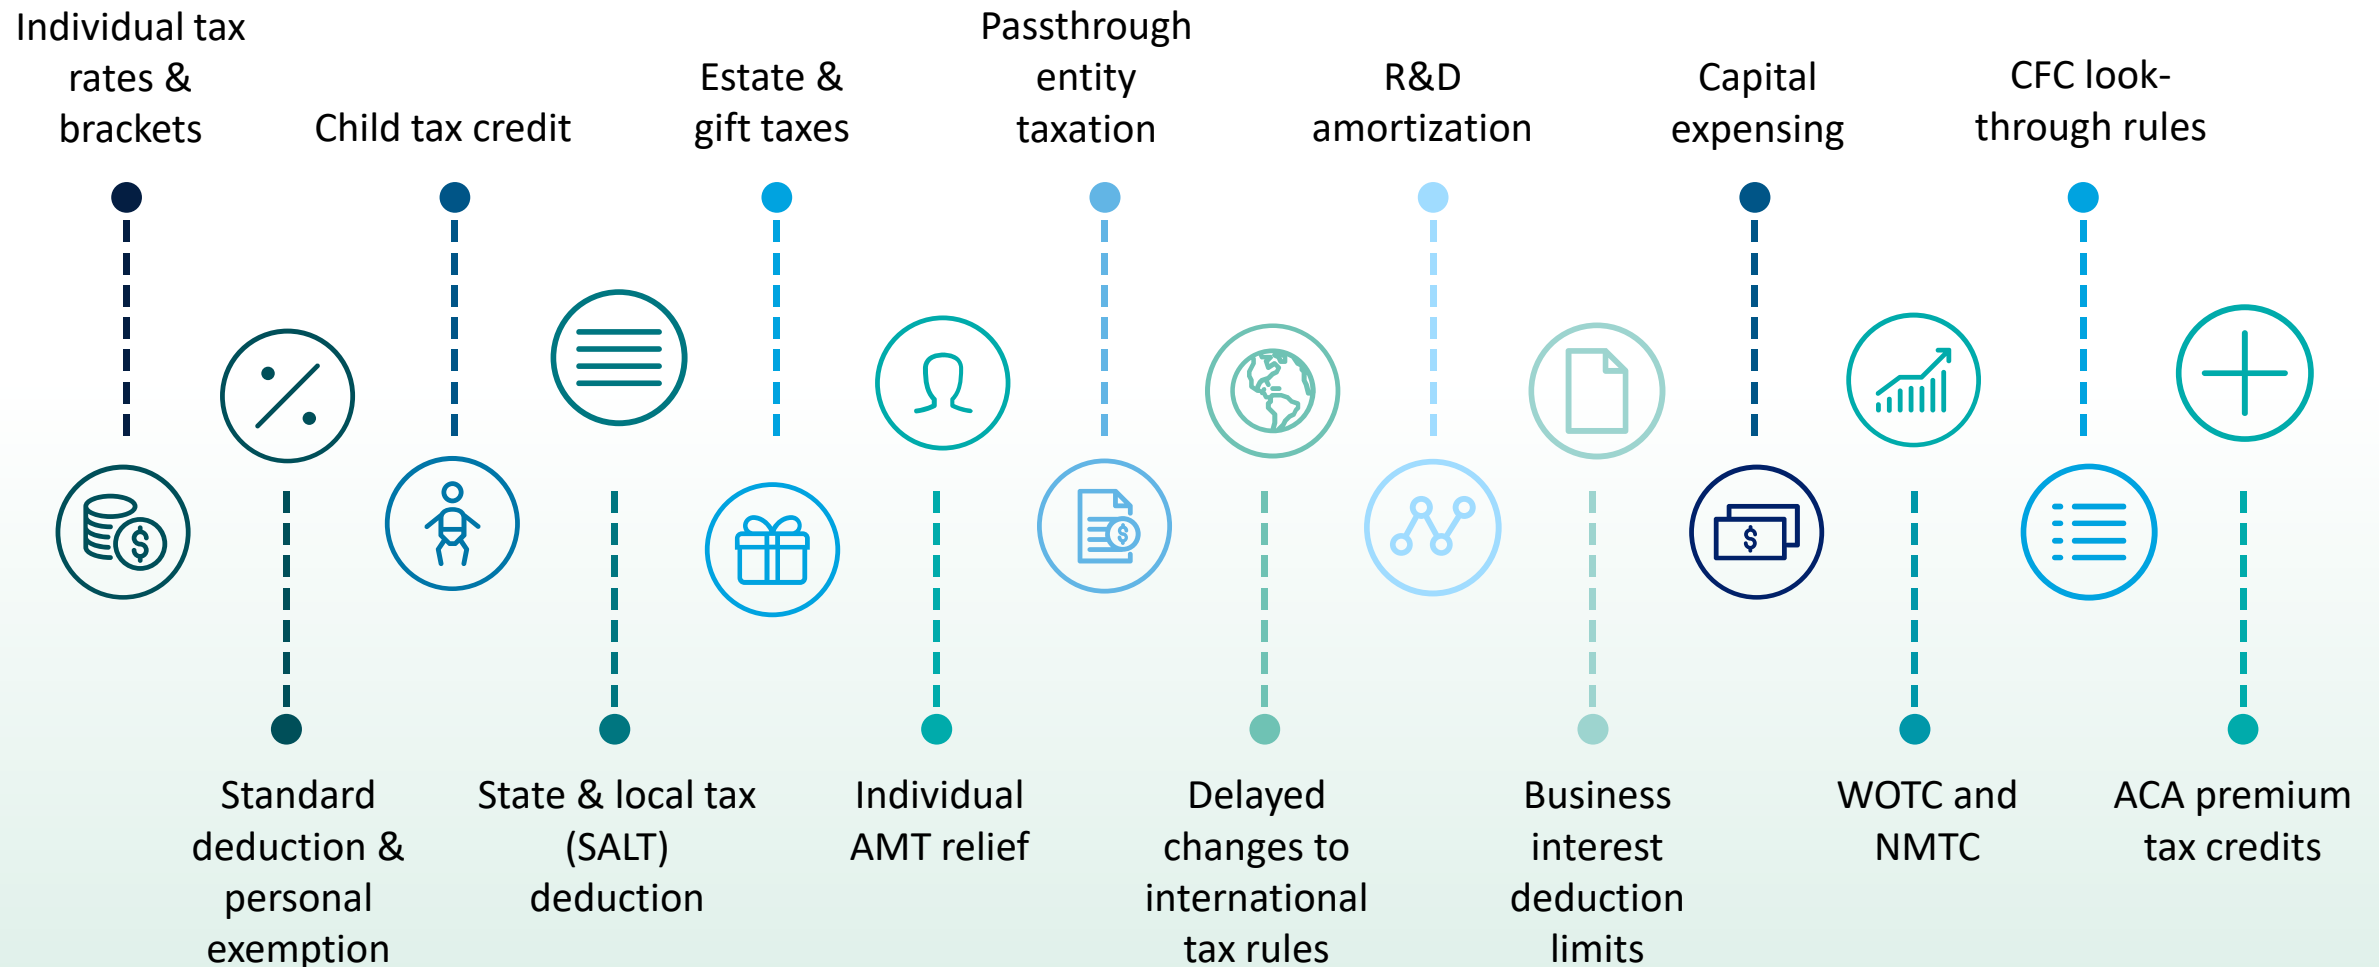 Individual tax
rates &
brackets
Child tax credit
Estate &
gift taxes
Passthrough
entity
taxation
R&D
amortization
Capital
expensing
CFC look-
through rules
$
$
$
Standard
deduction &
personal
exemption
State & local tax
(SALT)
deduction
Individual
AMT relief
Delayed
changes to
international
tax rules
Business
interest
deduction
limits
WOTC and
NMTC
ACA premium
tax credits